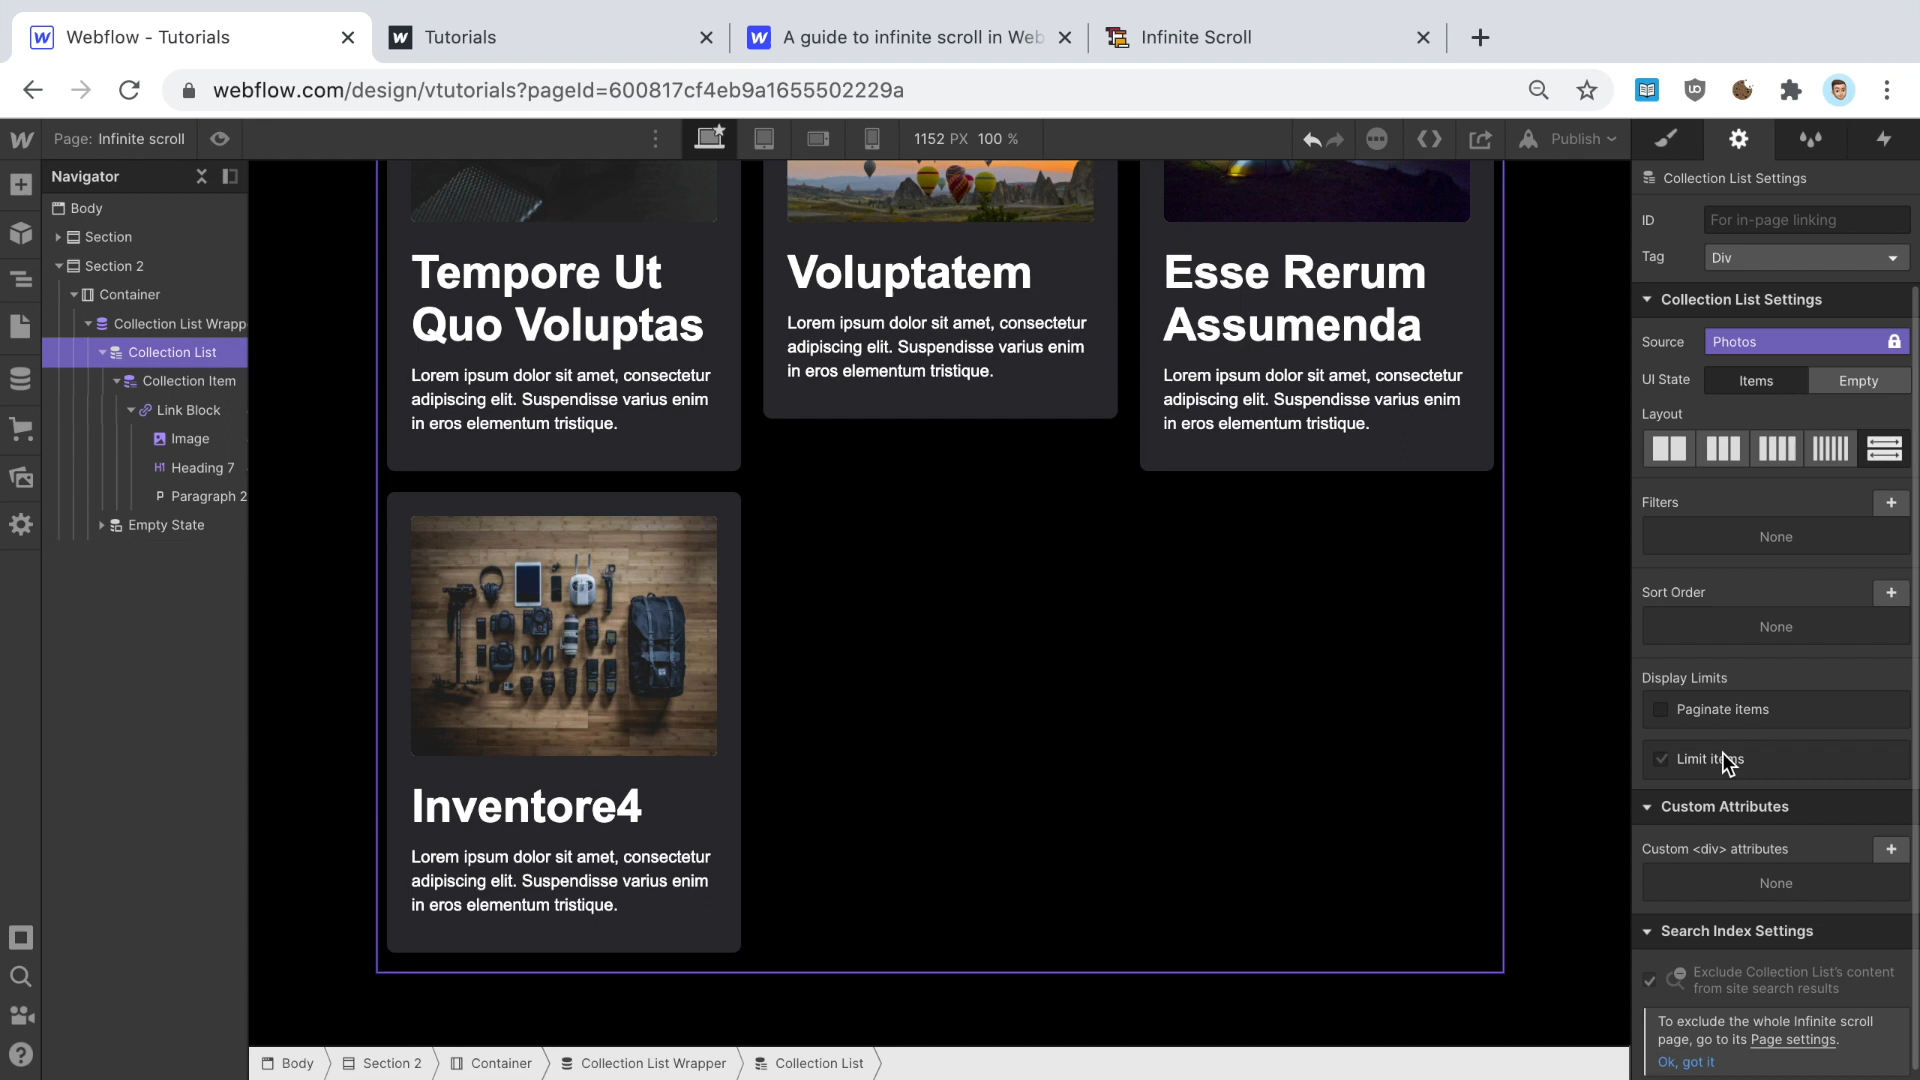 Webflow - Tutorials
Tutorials
A guide to infinite scroll in Web
Infinite Scroll
webflow.com/design/vtutorials?pageId=600817cf4eb9a1655502229a
Page: Infinite scroll
1152 PX 100 %
Publish
Navigator
Body
Section
Section 2
Container
Collection List Wrapp
Collection List
Collection Item
Link Block
Image
H1 Heading 7
P Paragraph 2
Empty State
Tempore Ut
Quo Voluptas
Lorem ipsum dolor sit amet, consectetur
adipiscing elit. Suspendisse varius enim
in eros elementum tristique.
Voluptatem
Lorem ipsum dolor sit amet, consectetur
adipiscing elit. Suspendisse varius enim
in eros elementum tristique.
Esse Rerum
Assumenda
Lorem ipsum dolor sit amet, consectetur
adipiscing elit. Suspendisse varius enim
in eros elementum tristique.
Inventore4
Lorem ipsum dolor sit amet, consectetur
adipiscing elit. Suspendisse varius enim
in eros elementum tristique.
Body
Section 2
Container
Collection List Wrapper
Collection List
Collection List Settings
ID For in-page linking
Tag Div
Collection List Settings
Source Photos
UI State Items Empty
Layout
Filters
None
Sort Order
None
Display Limits
Paginate items
Limit items
Custom Attributes
Custom <div> attributes
None
Search Index Settings
Exclude Collection List's content
from site search results
To exclude the whole Infinite scroll
page, go to its Page settings.
Ok, got it